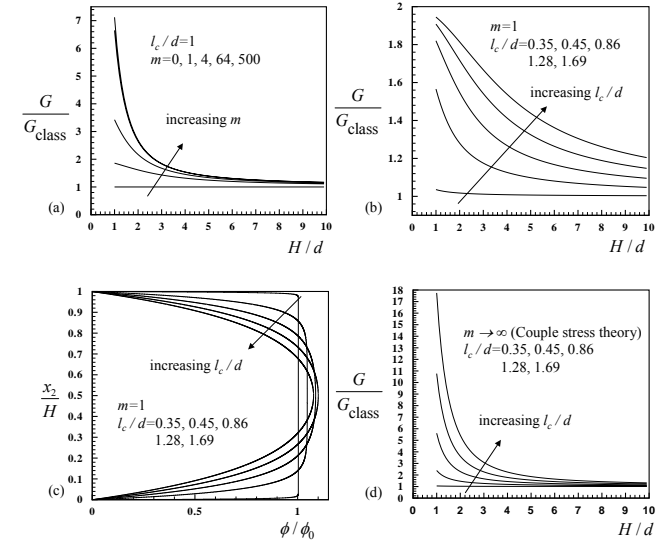 7
6
5
4
3
2
1
0
G
G_class
l_c/d=1
m=0, 1, 4, 64, 500
increasing m
(a)
0 1 2 3 4 5 6 7 8 9 10
H/d
2
1.8
1.6
1.4
1.2
1
G
G_class
m=1
l_c/d=0.35, 0.45, 0.86
1.28, 1.69
increasing l_c/d
(b)
0 1 2 3 4 5 6 7 8 9 10
H/d
1
0.9
0.8
0.7
0.6
0.5
0.4
0.3
0.2
0.1
0
x_2
H
increasing l_c/d
m=1
l_c/d=0.35, 0.45, 0.86
1.28, 1.69
(c)
0 0.5 1
ϕ/ϕ_0
18
17
16
15
14
13
12
11
10
9
8
7
6
5
4
3
2
1
0
G
G_class
m → ∞ (Couple stress theory)
l_c/d=0.35, 0.45, 0.86
1.28, 1.69
increasing l_c/d
(d)
0 1 2 3 4 5 6 7 8 9 10
H/d